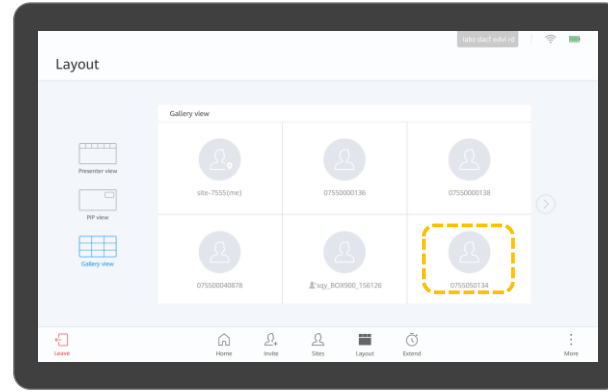 Layout
Gallery view
Presenter view
PIP view
Gallery view
site-7555(me)
07550000136
07550000138
075500040878
sqy_BOX900_156126
0755050134
Leave
Home
Invite
Sites
Layout
Extend
More